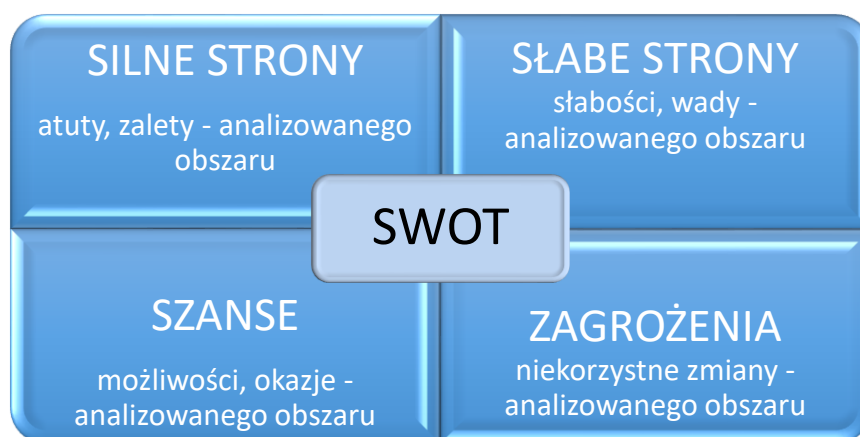 SILNE STRONY
atuty, zalety - analizowanego
obszaru
SŁABE STRONY
słabości, wady -
analizowanego obszaru
SWOT
SZANSE
możliwości, okazje -
analizowanego obszaru
ZAGROŻENIA
niekorzystne zmiany -
analizowanego obszaru